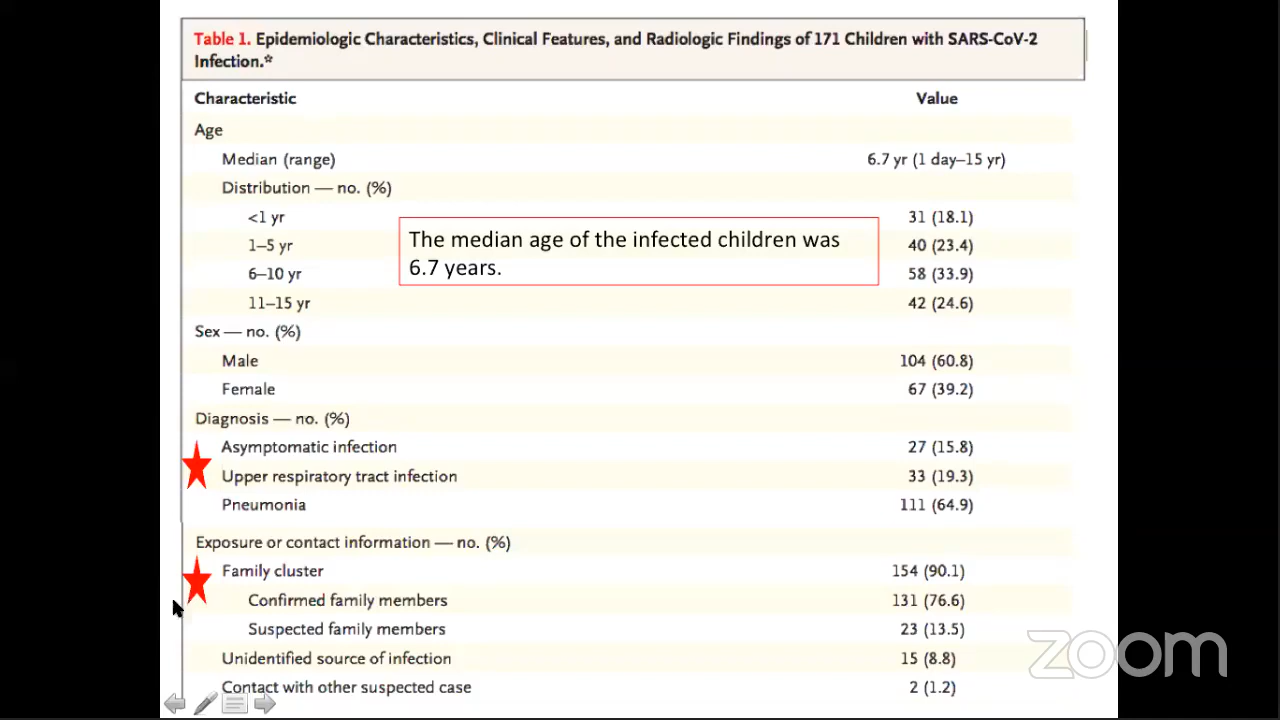 Table 1. Epidemiologic Characteristics, Clinical Features, and Radiologic Findings of 171 Children with SARS-CoV-2
Infection.*
Characteristic Value
Age
Median (range) 6.7 yr (1 day–15 yr)
Distribution — no. (%)
<1 yr 31 (18.1)
1–5 yr 40 (23.4)
6–10 yr 58 (33.9)
11–15 yr 42 (24.6)
The median age of the infected children was
6.7 years.
Sex — no. (%)
Male 104 (60.8)
Female 67 (39.2)
Diagnosis — no. (%)
Asymptomatic infection 27 (15.8)
Upper respiratory tract infection 33 (19.3)
Pneumonia 111 (64.9)
Exposure or contact information — no. (%)
Family cluster 154 (90.1)
Confirmed family members 131 (76.6)
Suspected family members 23 (13.5)
Unidentified source of infection 15 (8.8)
Contact with other suspected case 2 (1.2)
zoom